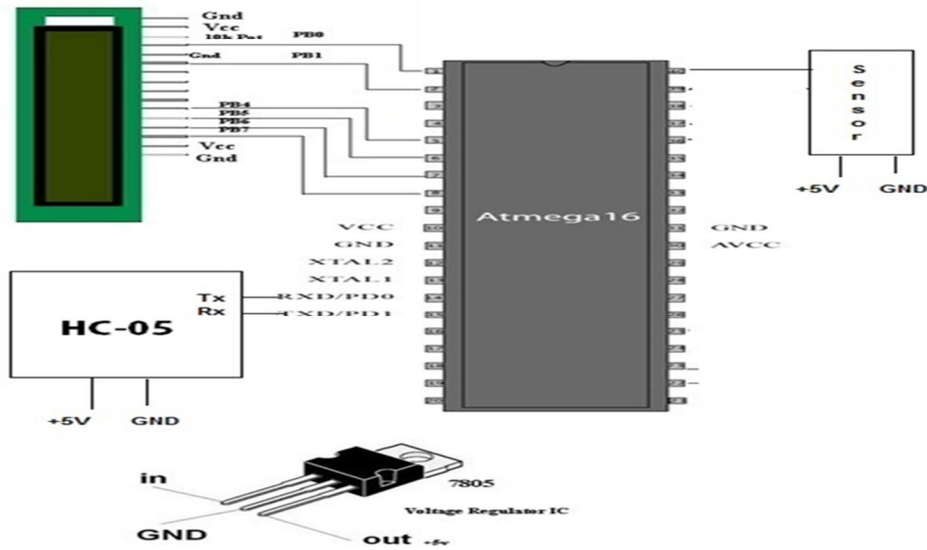 Gnd
Vcc
10k Pot
PB0
Gnd
PB1
PB4
PB5
PB6
PB7
Vcc
Gnd
Atmega16
Sensor
+5V
GND
VCC
GND
XTAL2
XTAL1
RXD/PD0
TXD/PD1
GND
AVCC
Tx
Rx
HC-05
+5V
GND
in
GND
out +5v
7805
Voltage Regulator IC